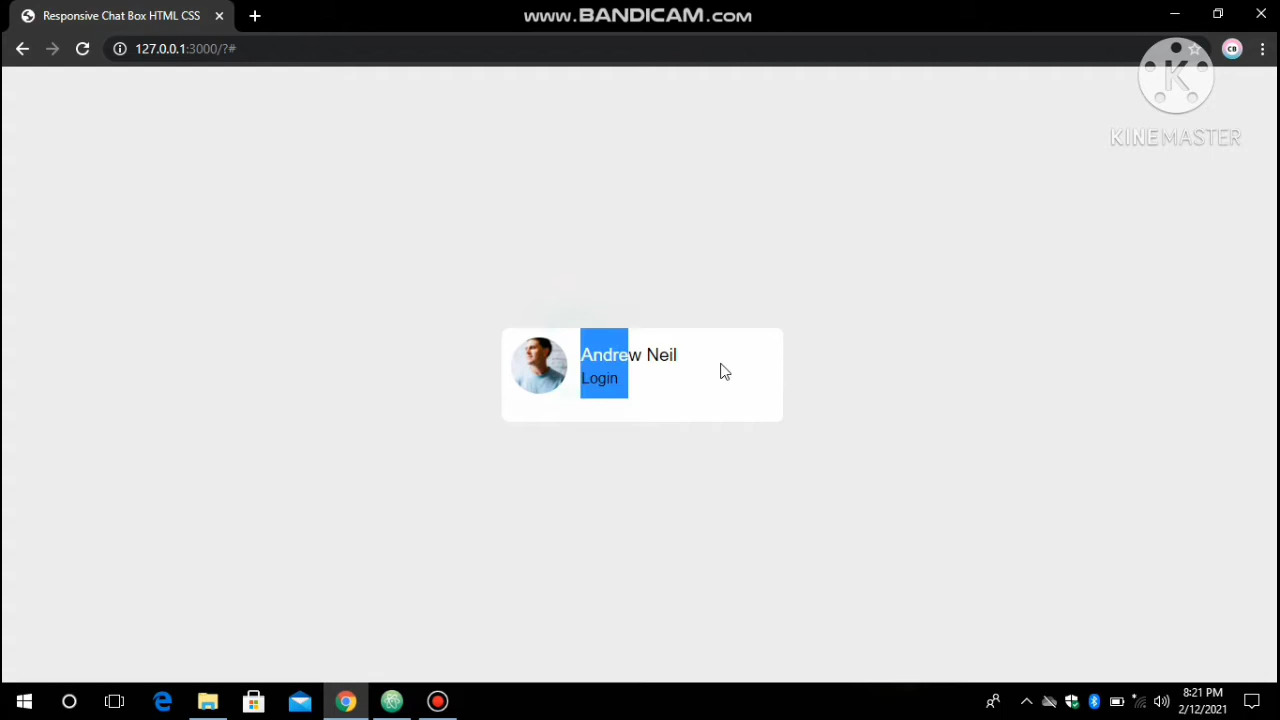 Responsive Chat Box HTML CSS
www.BANDICAM.com
127.0.0.1:3000/?#
CB
K
KINEMASTER
Andrew Neil
Login
8:21 PM
2/12/2021